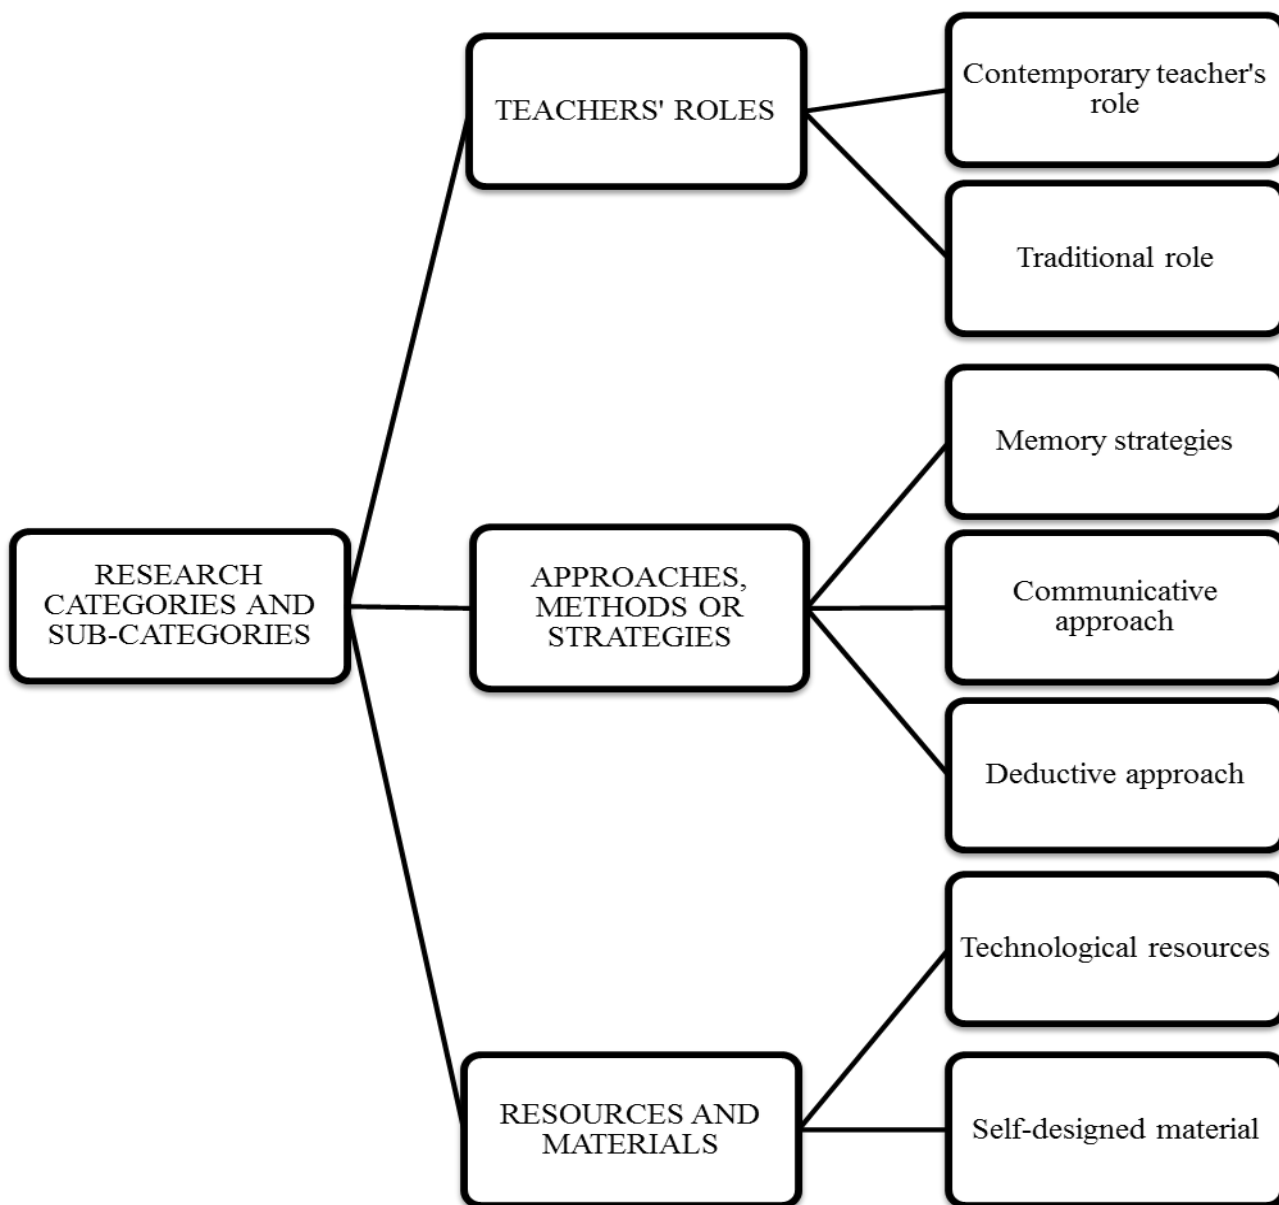 TEACHERS' ROLES
Contemporary teacher's
role
Traditional role
RESEARCH
CATEGORIES AND
SUB-CATEGORIES
APPROACHES,
METHODS OR
STRATEGIES
Memory strategies
Communicative
approach
Deductive approach
RESOURCES AND
MATERIALS
Technological resources
Self-designed material